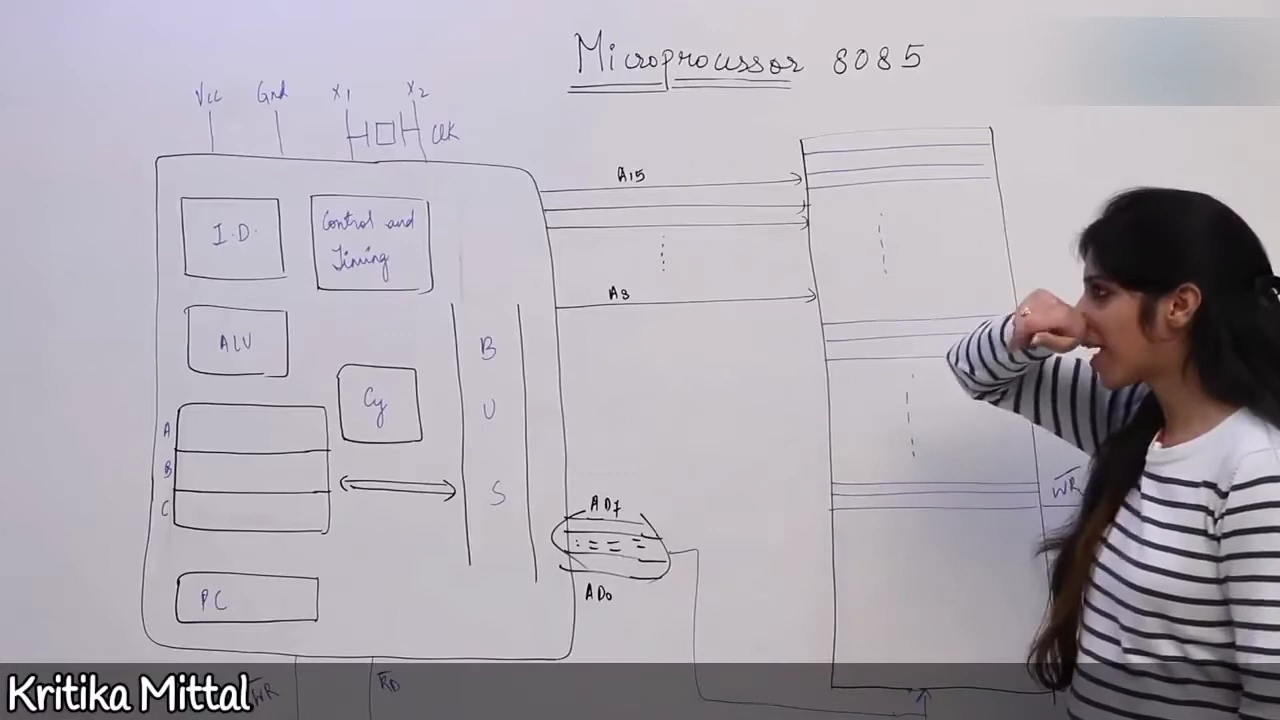 Microprocessor 8085
Vcc Gnd X1 X2
CLK
A15
I.D. Control and
Timing
A8
ALU
B
Cy
U
A
B
S
C
AD7
WR
AD0
PC
WR RD
Kritika Mittal